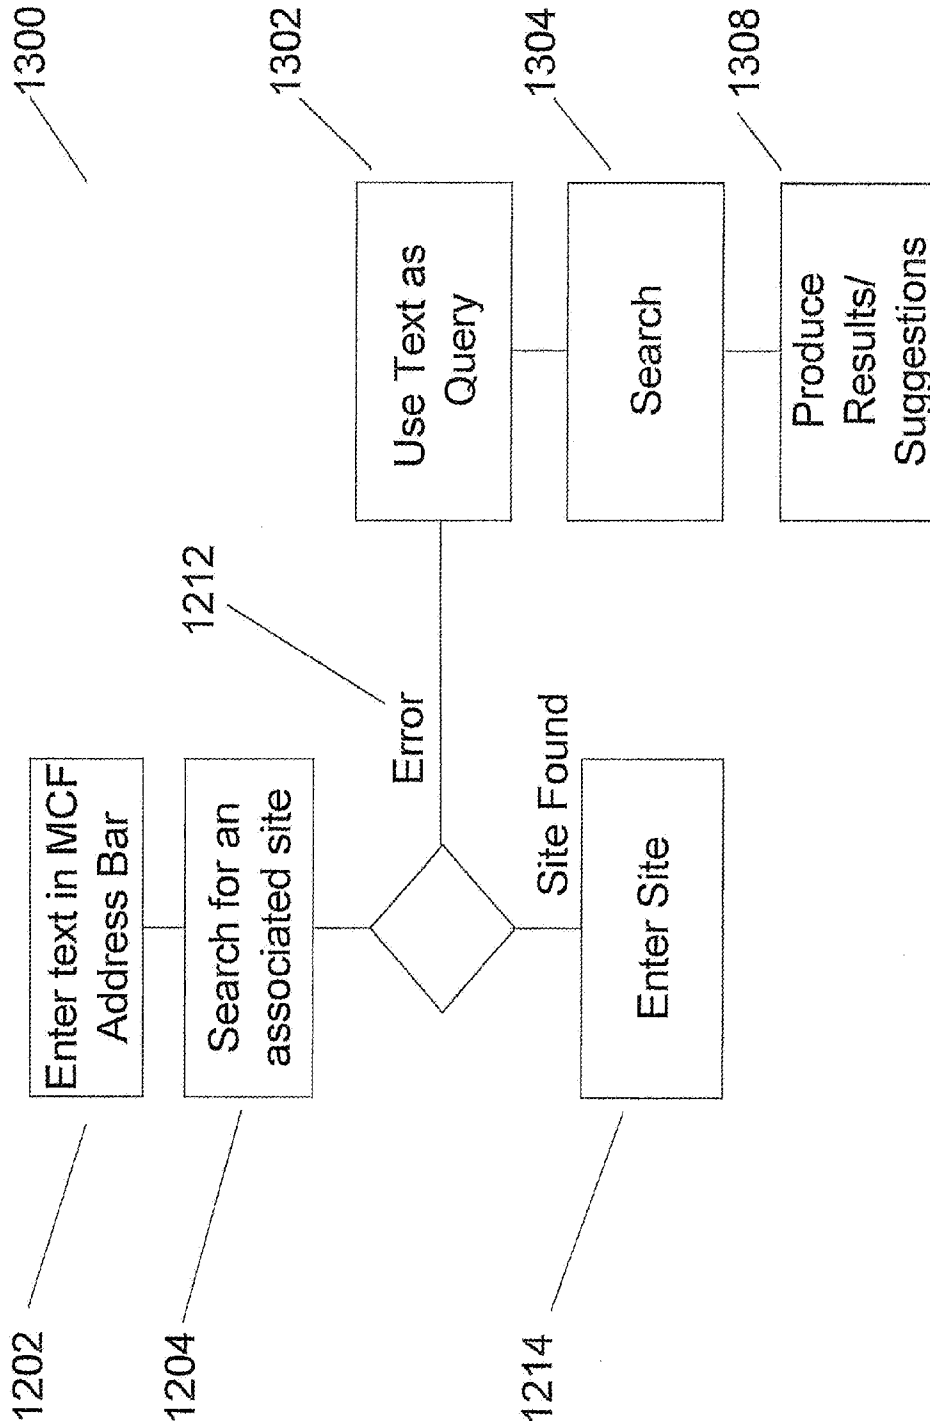 1300
1202
Enter text in MCF
Address Bar
1204
Search for an
associated site
1212
Error
1302
Use Text as
Query
1304
Search
Site Found
1214
Enter Site
1308
Produce
Results/
Suggestions